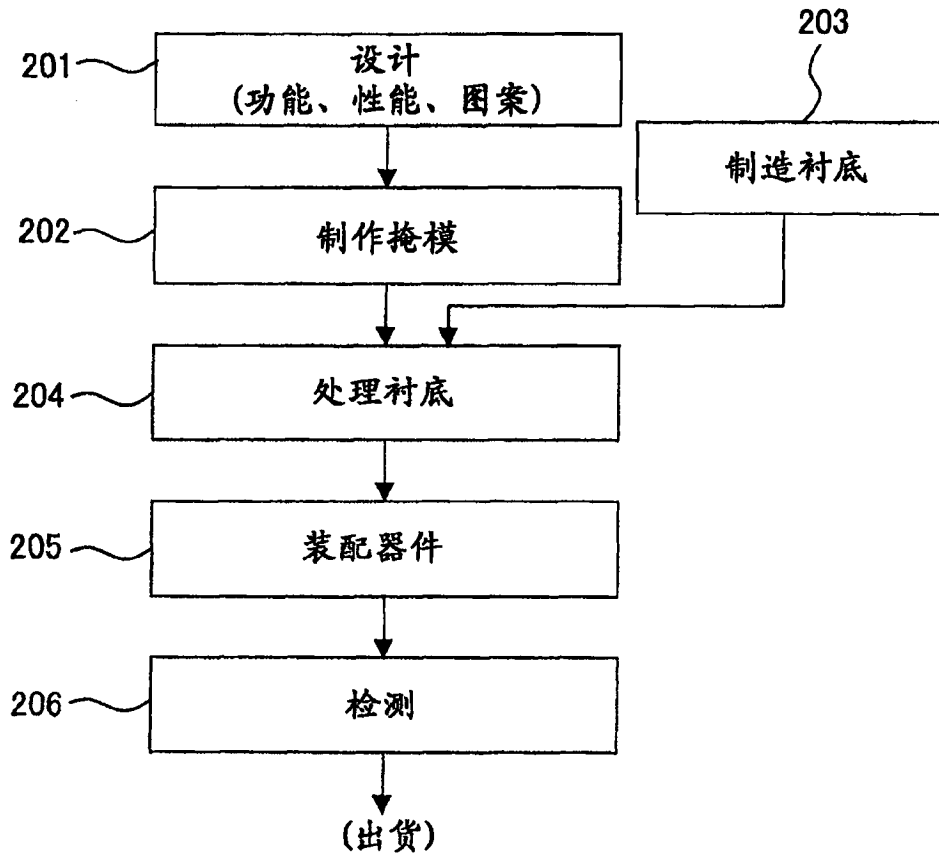 203
201
设计
(功能、性能、图案)
制造衬底
202
制作掩模
204
处理衬底
205
装配器件
206
检测
(出货)